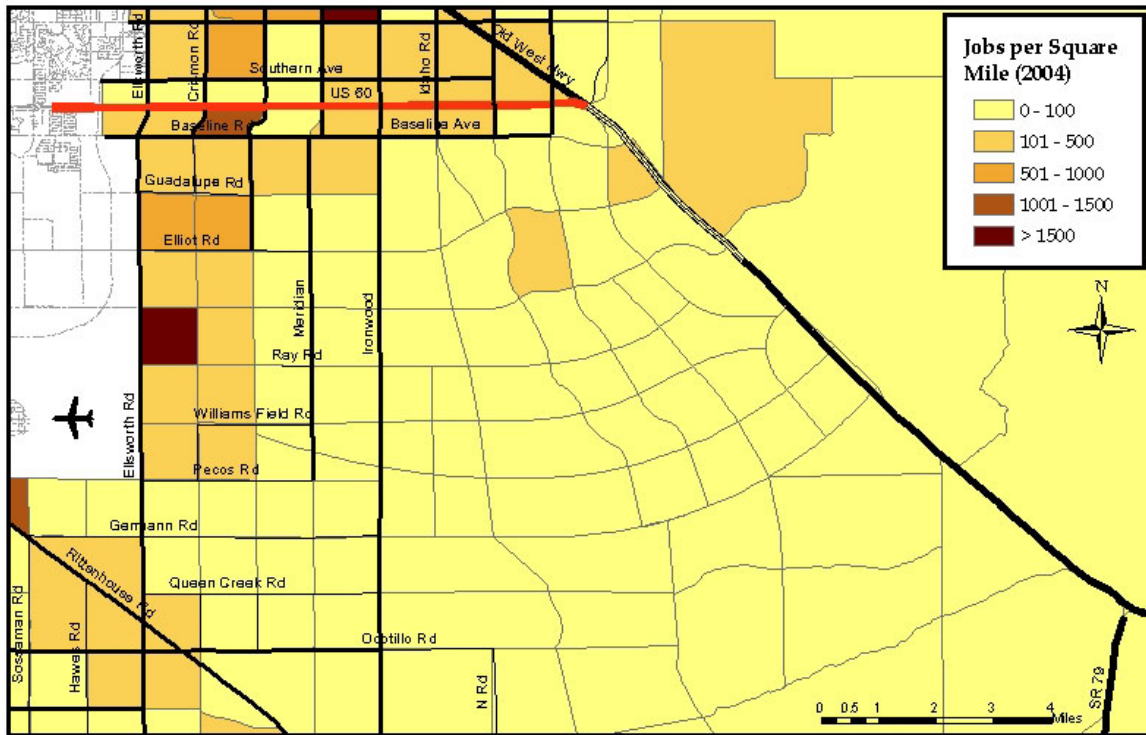 Ellsworth Rd
Crismon Rd
Southern Ave
US 60
Idaho Rd
Old West Hwy
Baseline R
Baseline Ave
Guadalupe Rd
Elliot Rd
Meridian
Ironwood
Ray Rd
Williams Field Rd
Ellsworth Rd
Pecos Rd
Germann Rd
Rittenhouse Rd
Queen Creek Rd
Ocotillo Rd
Sossaman Rd
Hawes Rd
N Rd
SR 79
Jobs per Square
Mile (2004)
0 - 100
101 - 500
501 - 1000
1001 - 1500
> 1500
N
0 0.5 1 2 3 4
Miles